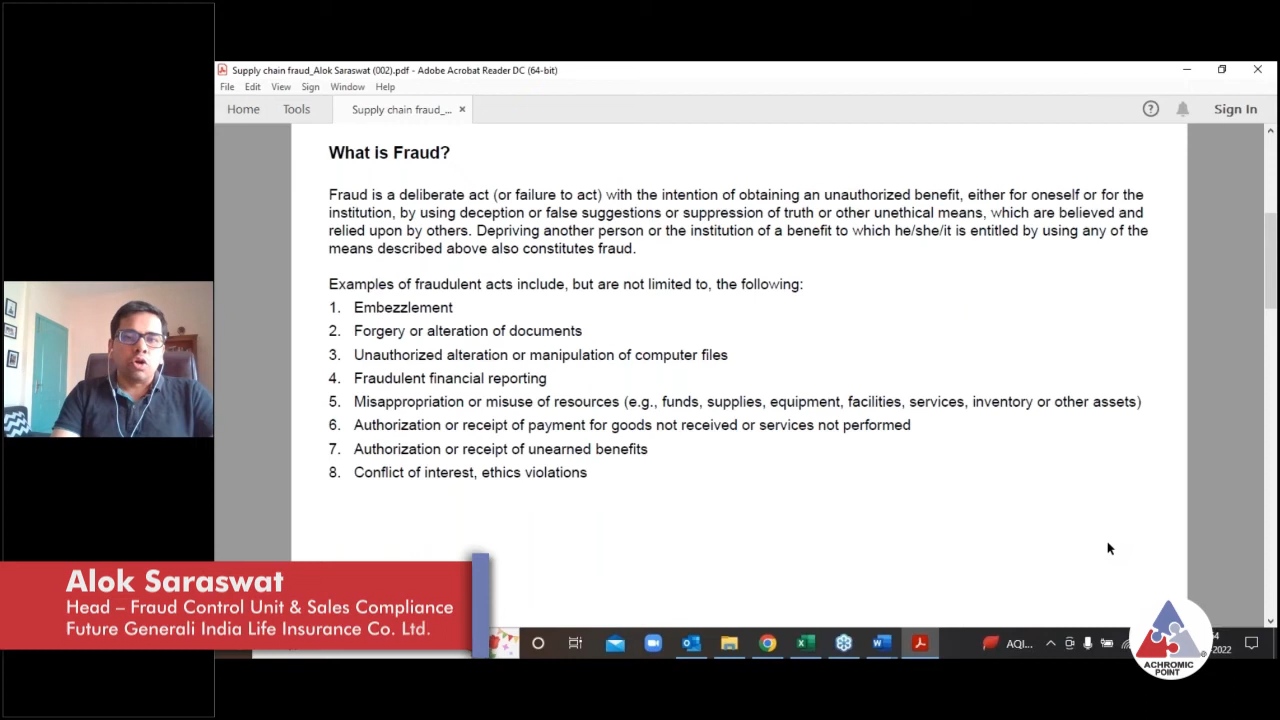 Supply chain fraud_Alok Saraswat (002).pdf - Adobe Acrobat Reader DC (64-bit)
File Edit View Sign Window Help
Home Tools Supply chain fraud_... × Sign In
What is Fraud?
Fraud is a deliberate act (or failure to act) with the intention of obtaining an unauthorized benefit, either for oneself or for the
institution, by using deception or false suggestions or suppression of truth or other unethical means, which are believed and
relied upon by others. Depriving another person or the institution of a benefit to which he/she/it is entitled by using any of the
means described above also constitutes fraud.
Examples of fraudulent acts include, but are not limited to, the following:
1. Embezzlement
2. Forgery or alteration of documents
3. Unauthorized alteration or manipulation of computer files
4. Fraudulent financial reporting
5. Misappropriation or misuse of resources (e.g., funds, supplies, equipment, facilities, services, inventory or other assets)
6. Authorization or receipt of payment for goods not received or services not performed
7. Authorization or receipt of unearned benefits
8. Conflict of interest, ethics violations
Alok Saraswat
Head – Fraud Control Unit & Sales Compliance
Future Generali India Life Insurance Co. Ltd.
AQI...
ACHROMIC
POINT